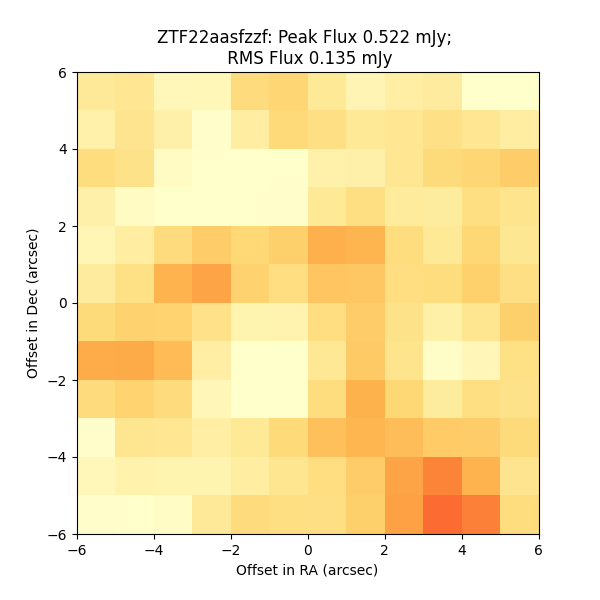 ZTF22aasfzzf: Peak Flux 0.522 mJy;
RMS Flux 0.135 mJy
6
4
2
0
−2
−4
−6
Offset in Dec (arcsec)
−6 −4 −2 0 2 4 6
Offset in RA (arcsec)